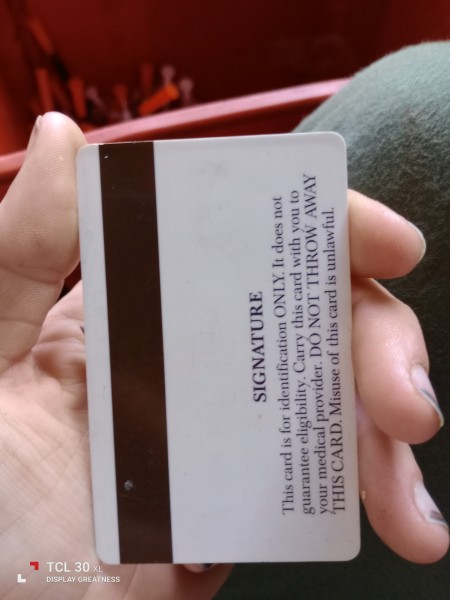 SIGNATURE
This card is for identification ONLY. It does not
guarantee eligibility. Carry this card with you to
your medical provider. DO NOT THROW AWAY
THIS CARD. Misuse of this card is unlawful.
TCL 30 XL
DISPLAY GREATNESS